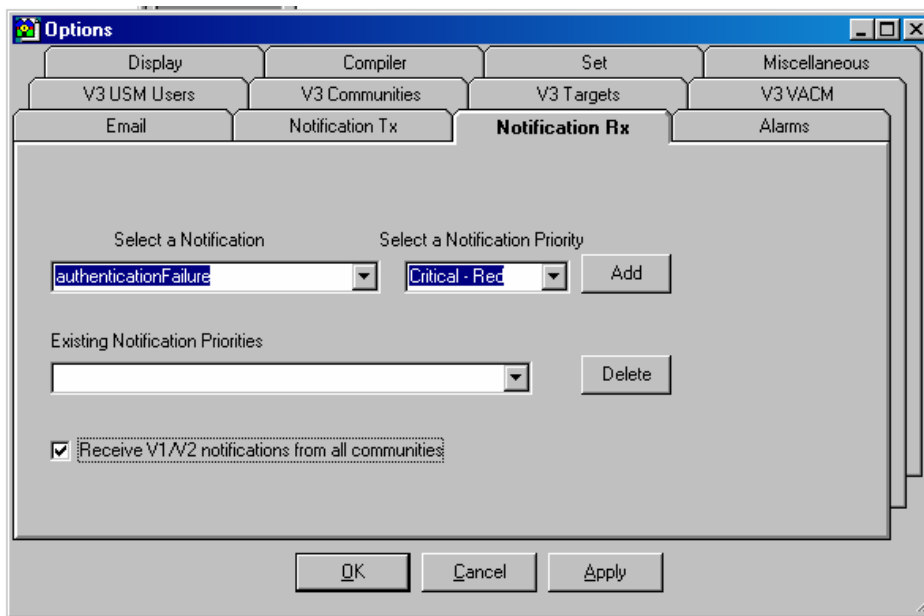 Options
Display Compiler Set Miscellaneous
V3 USM Users V3 Communities V3 Targets V3 VACM
Email Notification Tx Notification Rx Alarms
Select a Notification Select a Notification Priority
authenticationFailure Critical - Red Add
Existing Notification Priorities
Delete
Receive V1/V2 notifications from all communities
OK Cancel Apply